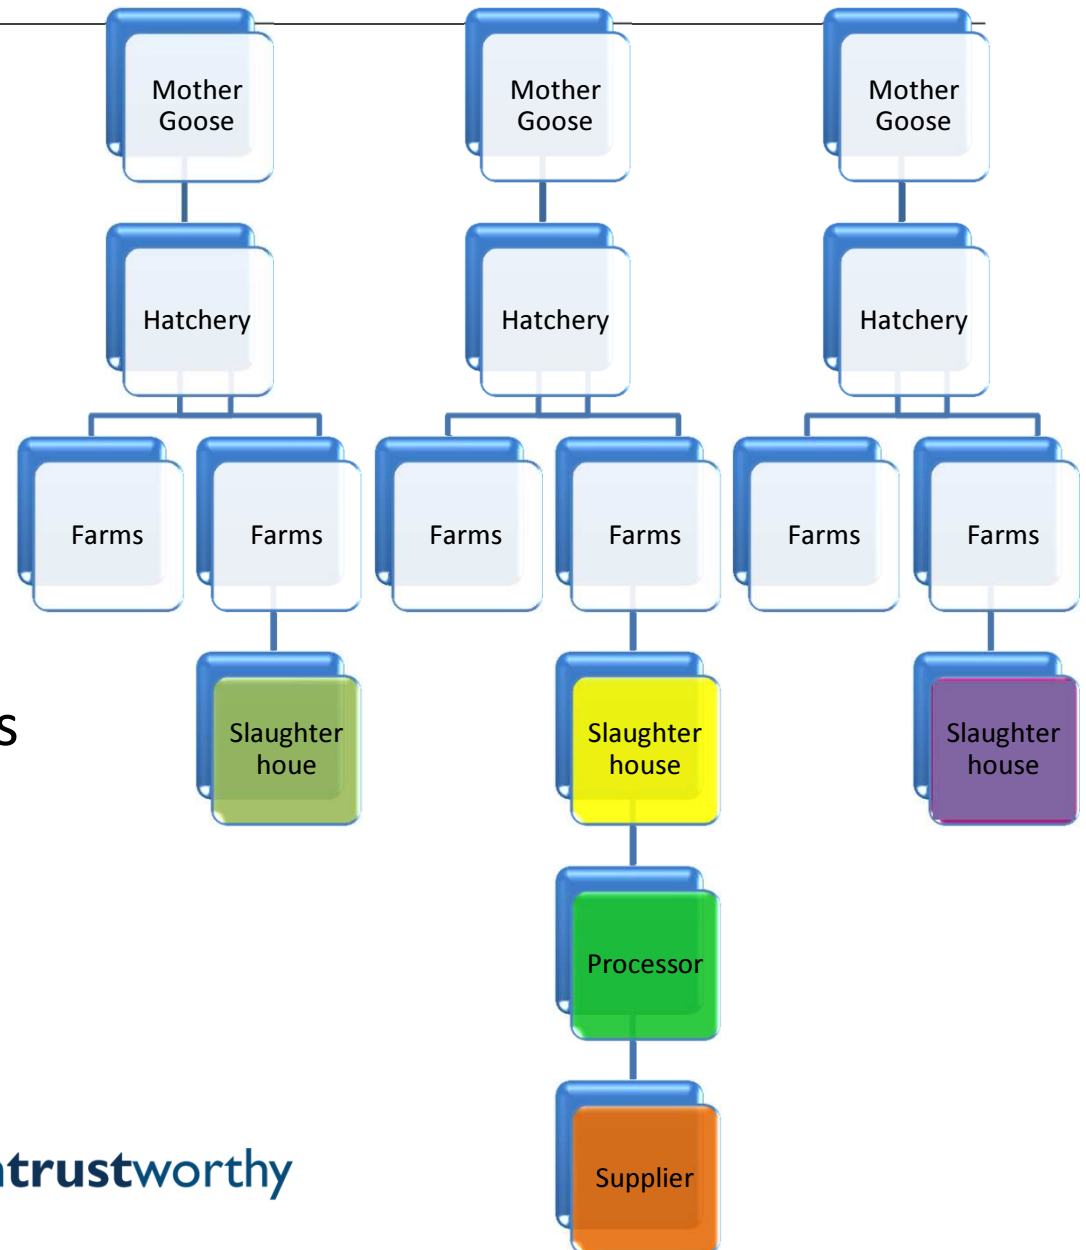 Mother
Goose
Mother
Goose
Mother
Goose
Hatchery
Hatchery
Hatchery
Farms
Farms
Farms
Farms
Farms
Farms
s
Slaughter
houe
Slaughter
house
Slaughter
house
Processor
trustworthy
Supplier